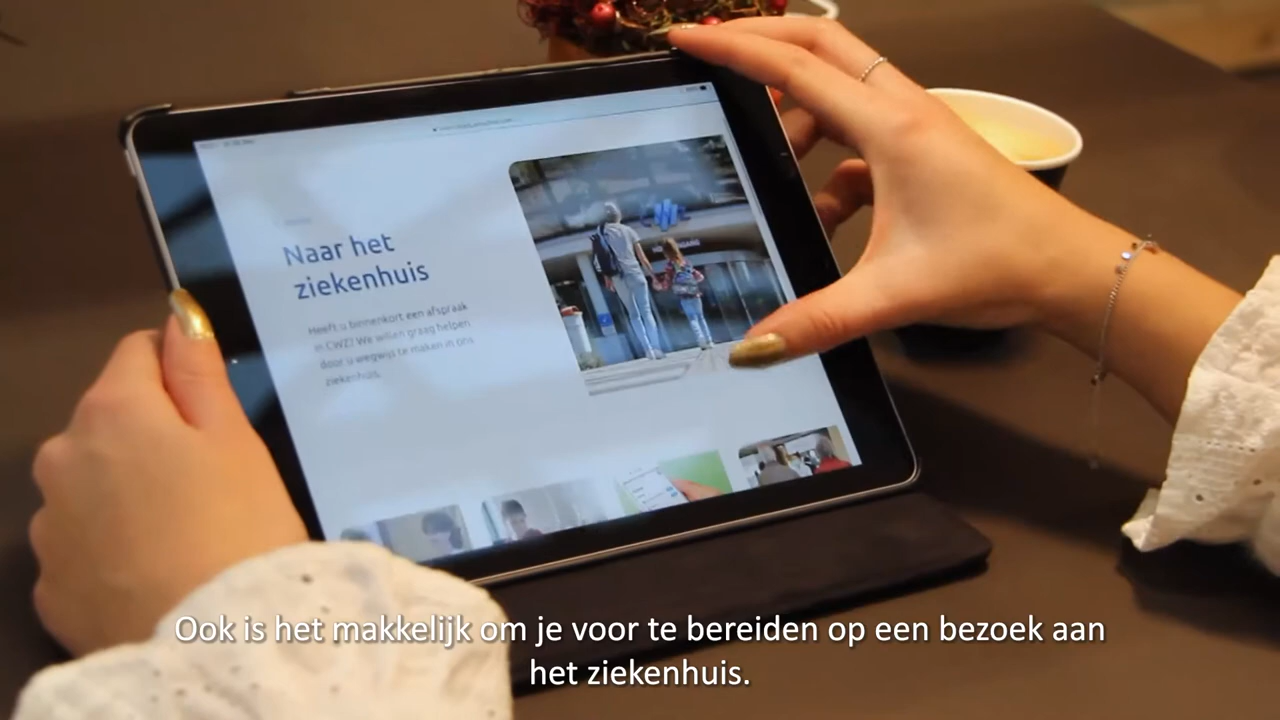 Naar het
ziekenhuis
Heeft u binnenkort een afspraak
in CWZ? We willen graag helpen
door u wegwijs te maken in ons
ziekenhuis.
Ook is het makkelijk om je voor te bereiden op een bezoek aan
het ziekenhuis.